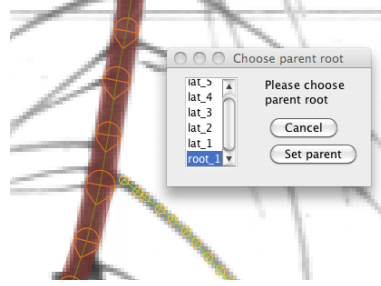 Choose parent root
lat_5
lat_4
lat_3
lat_2
lat_1
root_1
Please choose
parent root
Cancel
Set parent